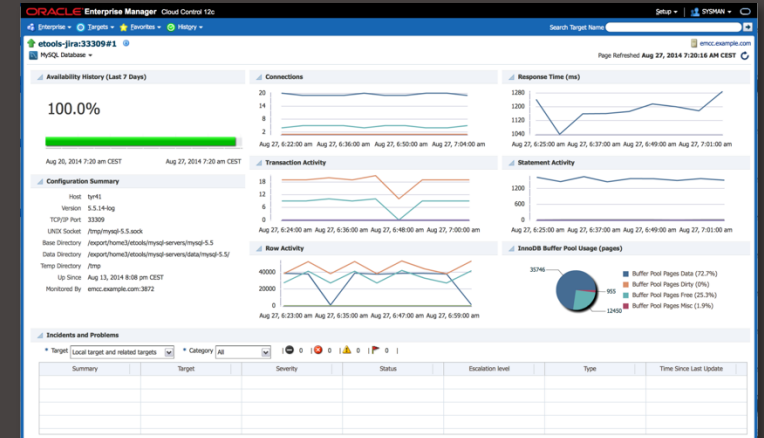 ORACLE Enterprise Manager Cloud Control 12c
Setup SYSMAN
Enterprise Targets Favorites History Search Target Name
etools-jira:33309#1 emcc.example.com
MySQL Database Page Refreshed Aug 27, 2014 7:20:16 AM CEST
Availability History (Last 7 Days)
100.0%
Aug 20, 2014 7:20 am CEST Aug 27, 2014 7:20 am CEST
Configuration Summary
Host tyr41
Version 5.5.14-log
TCP/IP Port 33309
UNIX Socket /tmp/mysql-5.5.sock
Base Directory /export/home3/etools/mysql-servers/mysql-5.5
Data Directory /export/home3/etools/mysql-servers/data/mysql-5.5/
Temp Directory /tmp
Up Since Aug 13, 2014 8:08 pm CEST
Monitored By emcc.example.com:3872
Connections
20
14
8
2
Aug 27, 6:22:00 am Aug 27, 6:36:00 am Aug 27, 6:50:00 am Aug 27, 7:04:00 am
Transaction Activity
18
12
6
0
Aug 27, 6:24:00 am Aug 27, 6:36:00 am Aug 27, 6:48:00 am Aug 27, 7:00:00 am
Row Activity
40000
20000
0
Aug 27, 6:23:00 am Aug 27, 6:35:00 am Aug 27, 6:47:00 am Aug 27, 6:59:00 am
Response Time (ms)
1280
1200
1120
1040
Aug 27, 6:25:00 am Aug 27, 6:37:00 am Aug 27, 6:49:00 am Aug 27, 7:01:00 am
Statement Activity
1200
600
0
Aug 27, 6:25:00 am Aug 27, 6:37:00 am Aug 27, 6:49:00 am Aug 27, 7:01:00 am
InnoDB Buffer Pool Usage (pages)
35746
955
12450
Buffer Pool Pages Data (72.7%)
Buffer Pool Pages Dirty (0%)
Buffer Pool Pages Free (25.3%)
Buffer Pool Pages Misc (1.9%)
Incidents and Problems
* Target Local target and related targets * Category All | 0 | 0 | 0 | 0 |
Summary Target Severity Status Escalation level Type Time Since Last Update